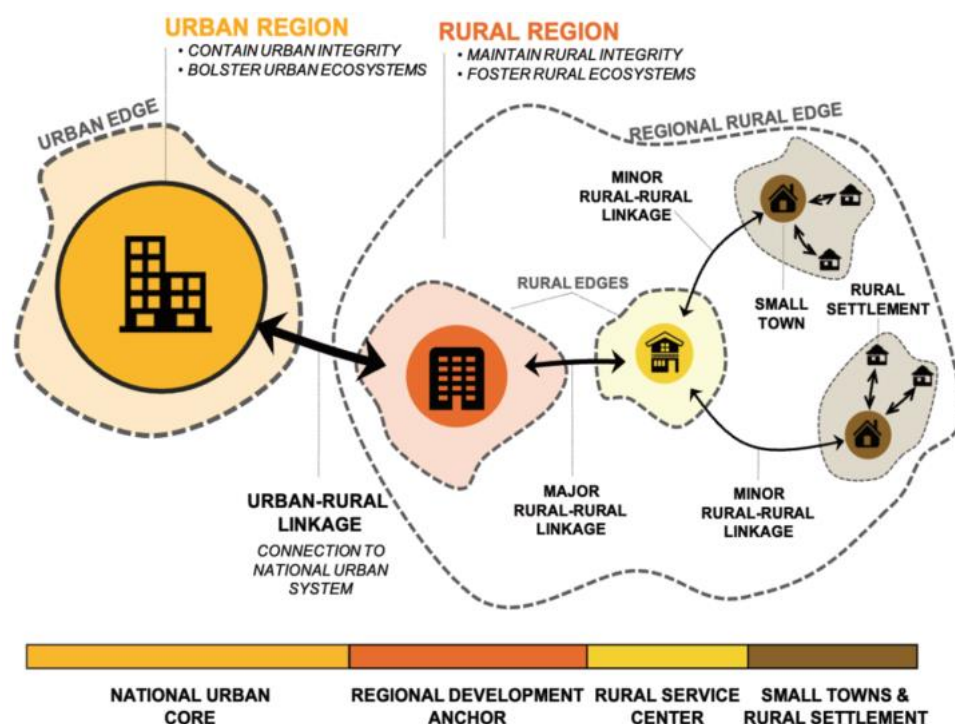 URBAN REGION
• CONTAIN URBAN INTEGRITY
• BOLSTER URBAN ECOSYSTEMS
RURAL REGION
• MAINTAIN RURAL INTEGRITY
• FOSTER RURAL ECOSYSTEMS
URBAN EDGE
REGIONAL RURAL EDGE
MINOR
RURAL-RURAL
LINKAGE
RURAL EDGES
SMALL
TOWN
RURAL
SETTLEMENT
URBAN-RURAL
LINKAGE
CONNECTION TO
NATIONAL URBAN
SYSTEM
MAJOR
RURAL-RURAL
LINKAGE
MINOR
RURAL-RURAL
LINKAGE
NATIONAL URBAN
CORE
REGIONAL DEVELOPMENT
ANCHOR
RURAL SERVICE
CENTER
SMALL TOWNS &
RURAL SETTLEMENT